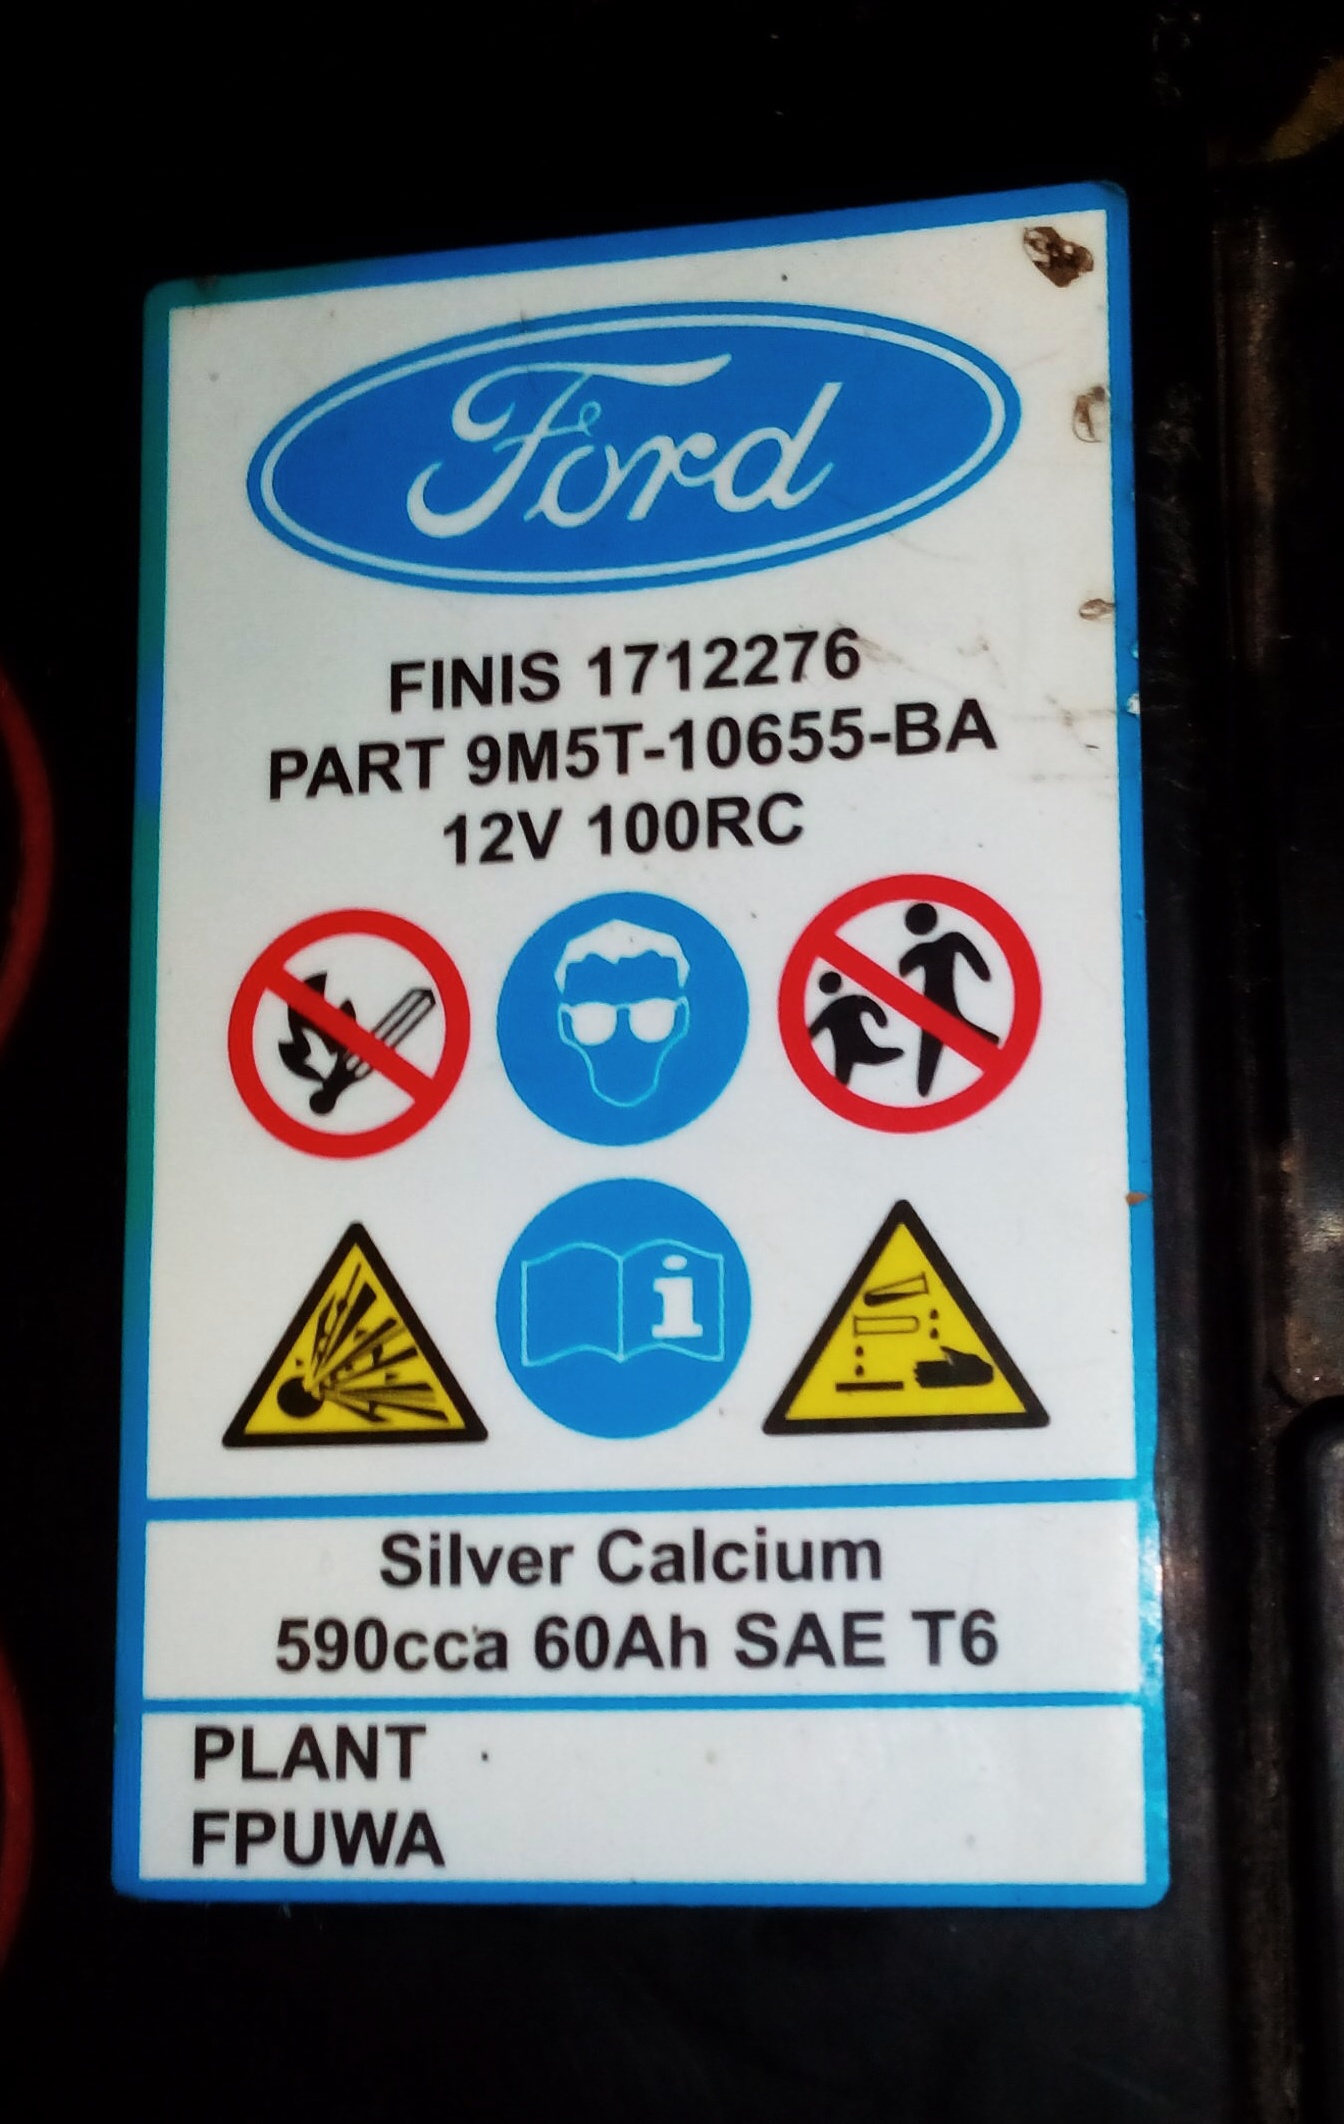 Ford
FINIS 1712276
PART 9M5T-10655-BA
12V 100RC
i
Silver Calcium
590cca 60Ah SAE T6
PLANT
FPUWA